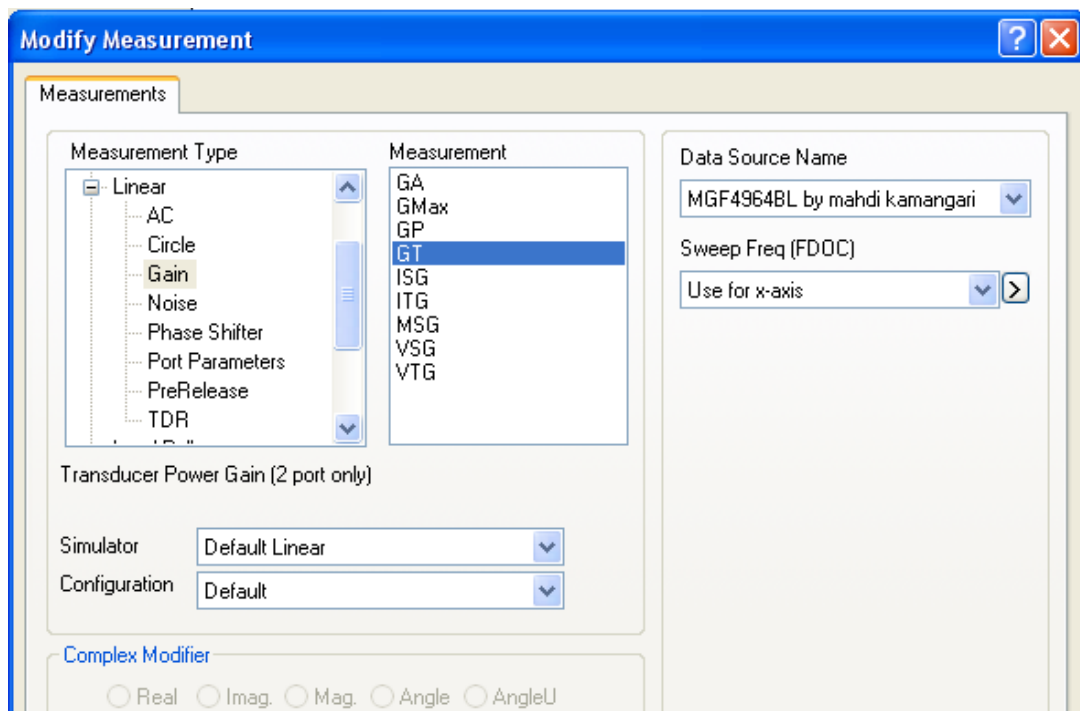 Modify Measurement
Measurements
Measurement Type
Linear
AC
Circle
Gain
Noise
Phase Shifter
Port Parameters
PreRelease
TDR
Measurement
GA
GMax
GP
GT
ISG
ITG
MSG
VSG
VTG
Transducer Power Gain (2 port only)
Simulator
Default Linear
Configuration
Default
Complex Modifier
Real Imag. Mag. Angle AngleU
Data Source Name
MGF4964BL by mahdi kamangari
Sweep Freq (FDOC)
Use for x-axis